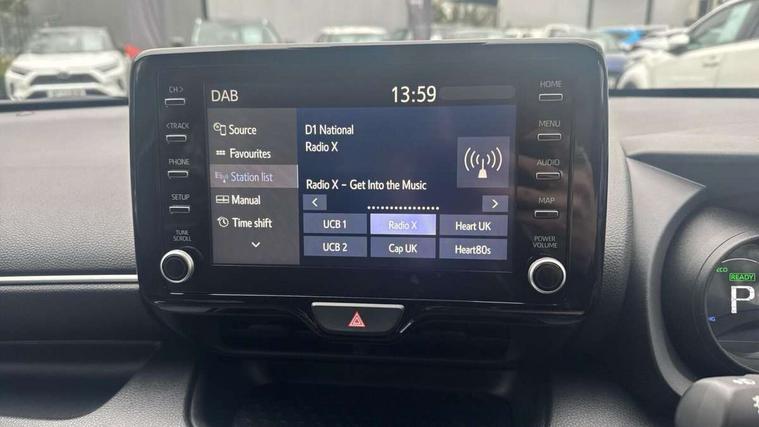 CH >
< TRACK
PHONE
SETUP
TUNE
SCROLL
DAB
13:59
Source
Favourites
Station list
Manual
Time shift
D1 National
Radio X
Radio X – Get Into the Music
<
>
UCB 1
Radio X
Heart UK
UCB 2
Cap UK
Heart80s
HOME
MENU
AUDIO
MAP
POWER
VOLUME
ECO
READY
P